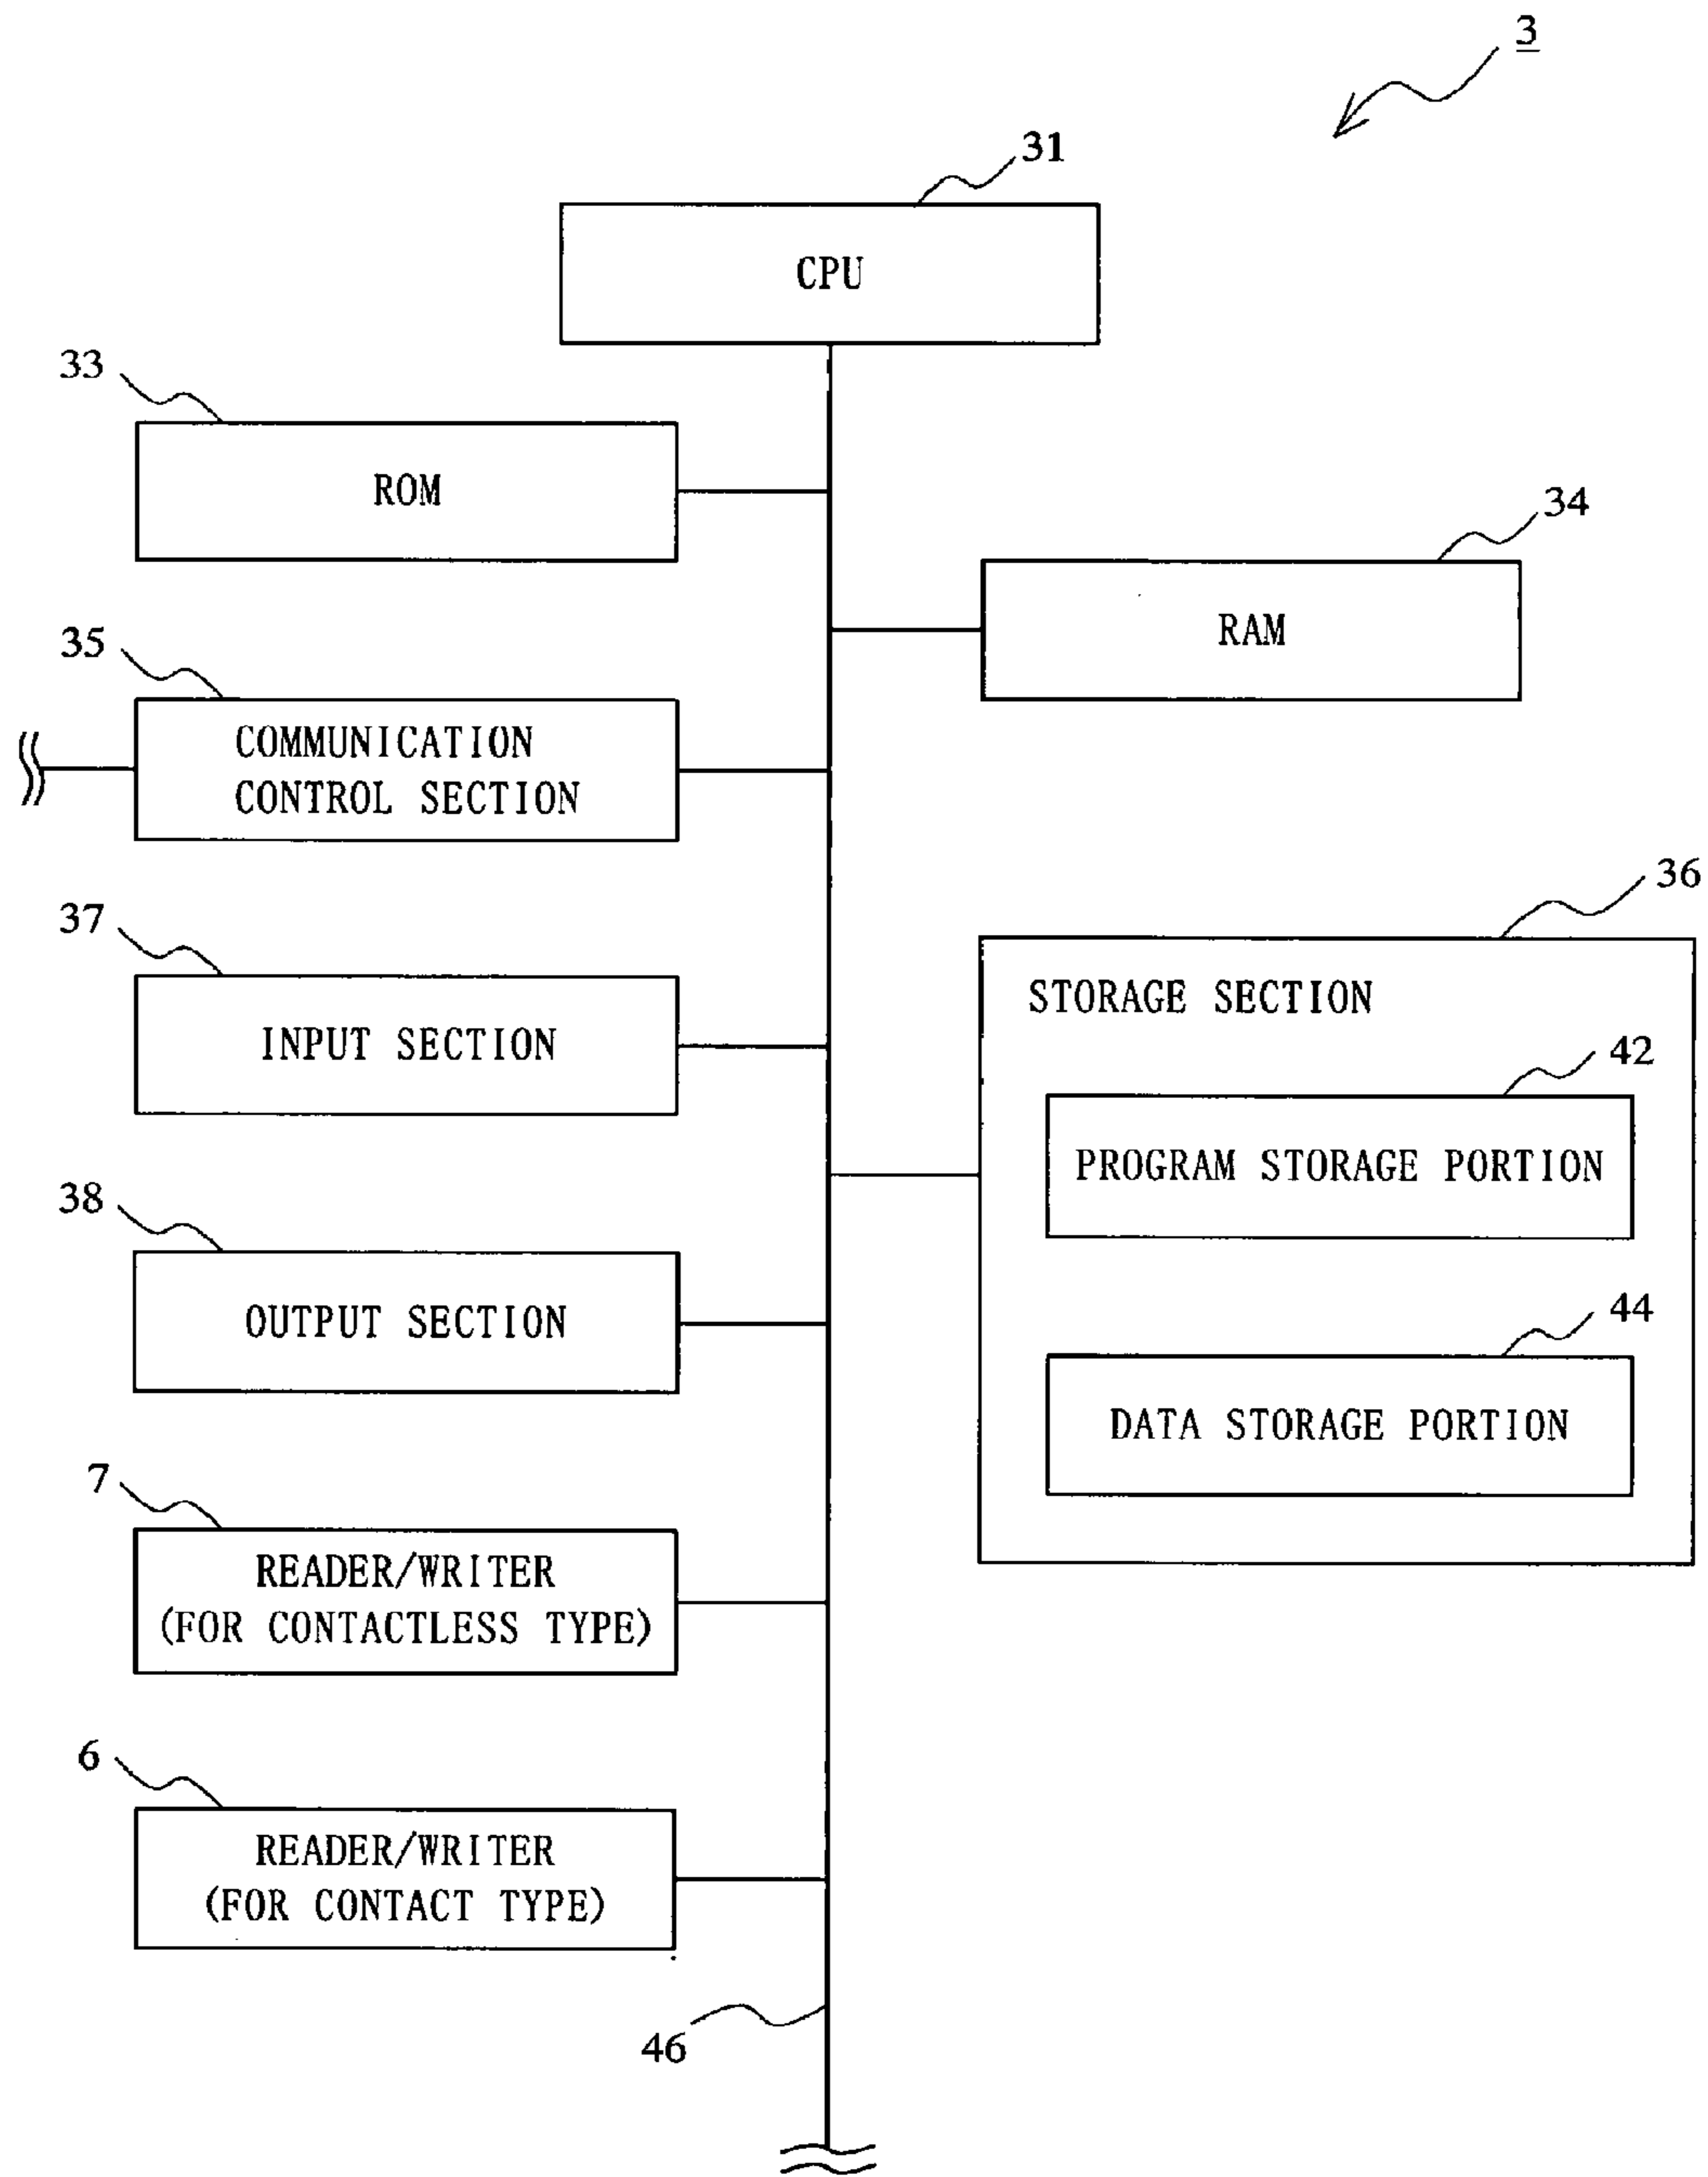 3
31
CPU
33
ROM
34
RAM
35
COMMUNICATION
CONTROL SECTION
36
STORAGE SECTION
37
INPUT SECTION
42
PROGRAM STORAGE PORTION
38
OUTPUT SECTION
44
DATA STORAGE PORTION
7
READER/WRITER
(FOR CONTACTLESS TYPE)
6
READER/WRITER
(FOR CONTACT TYPE)
46